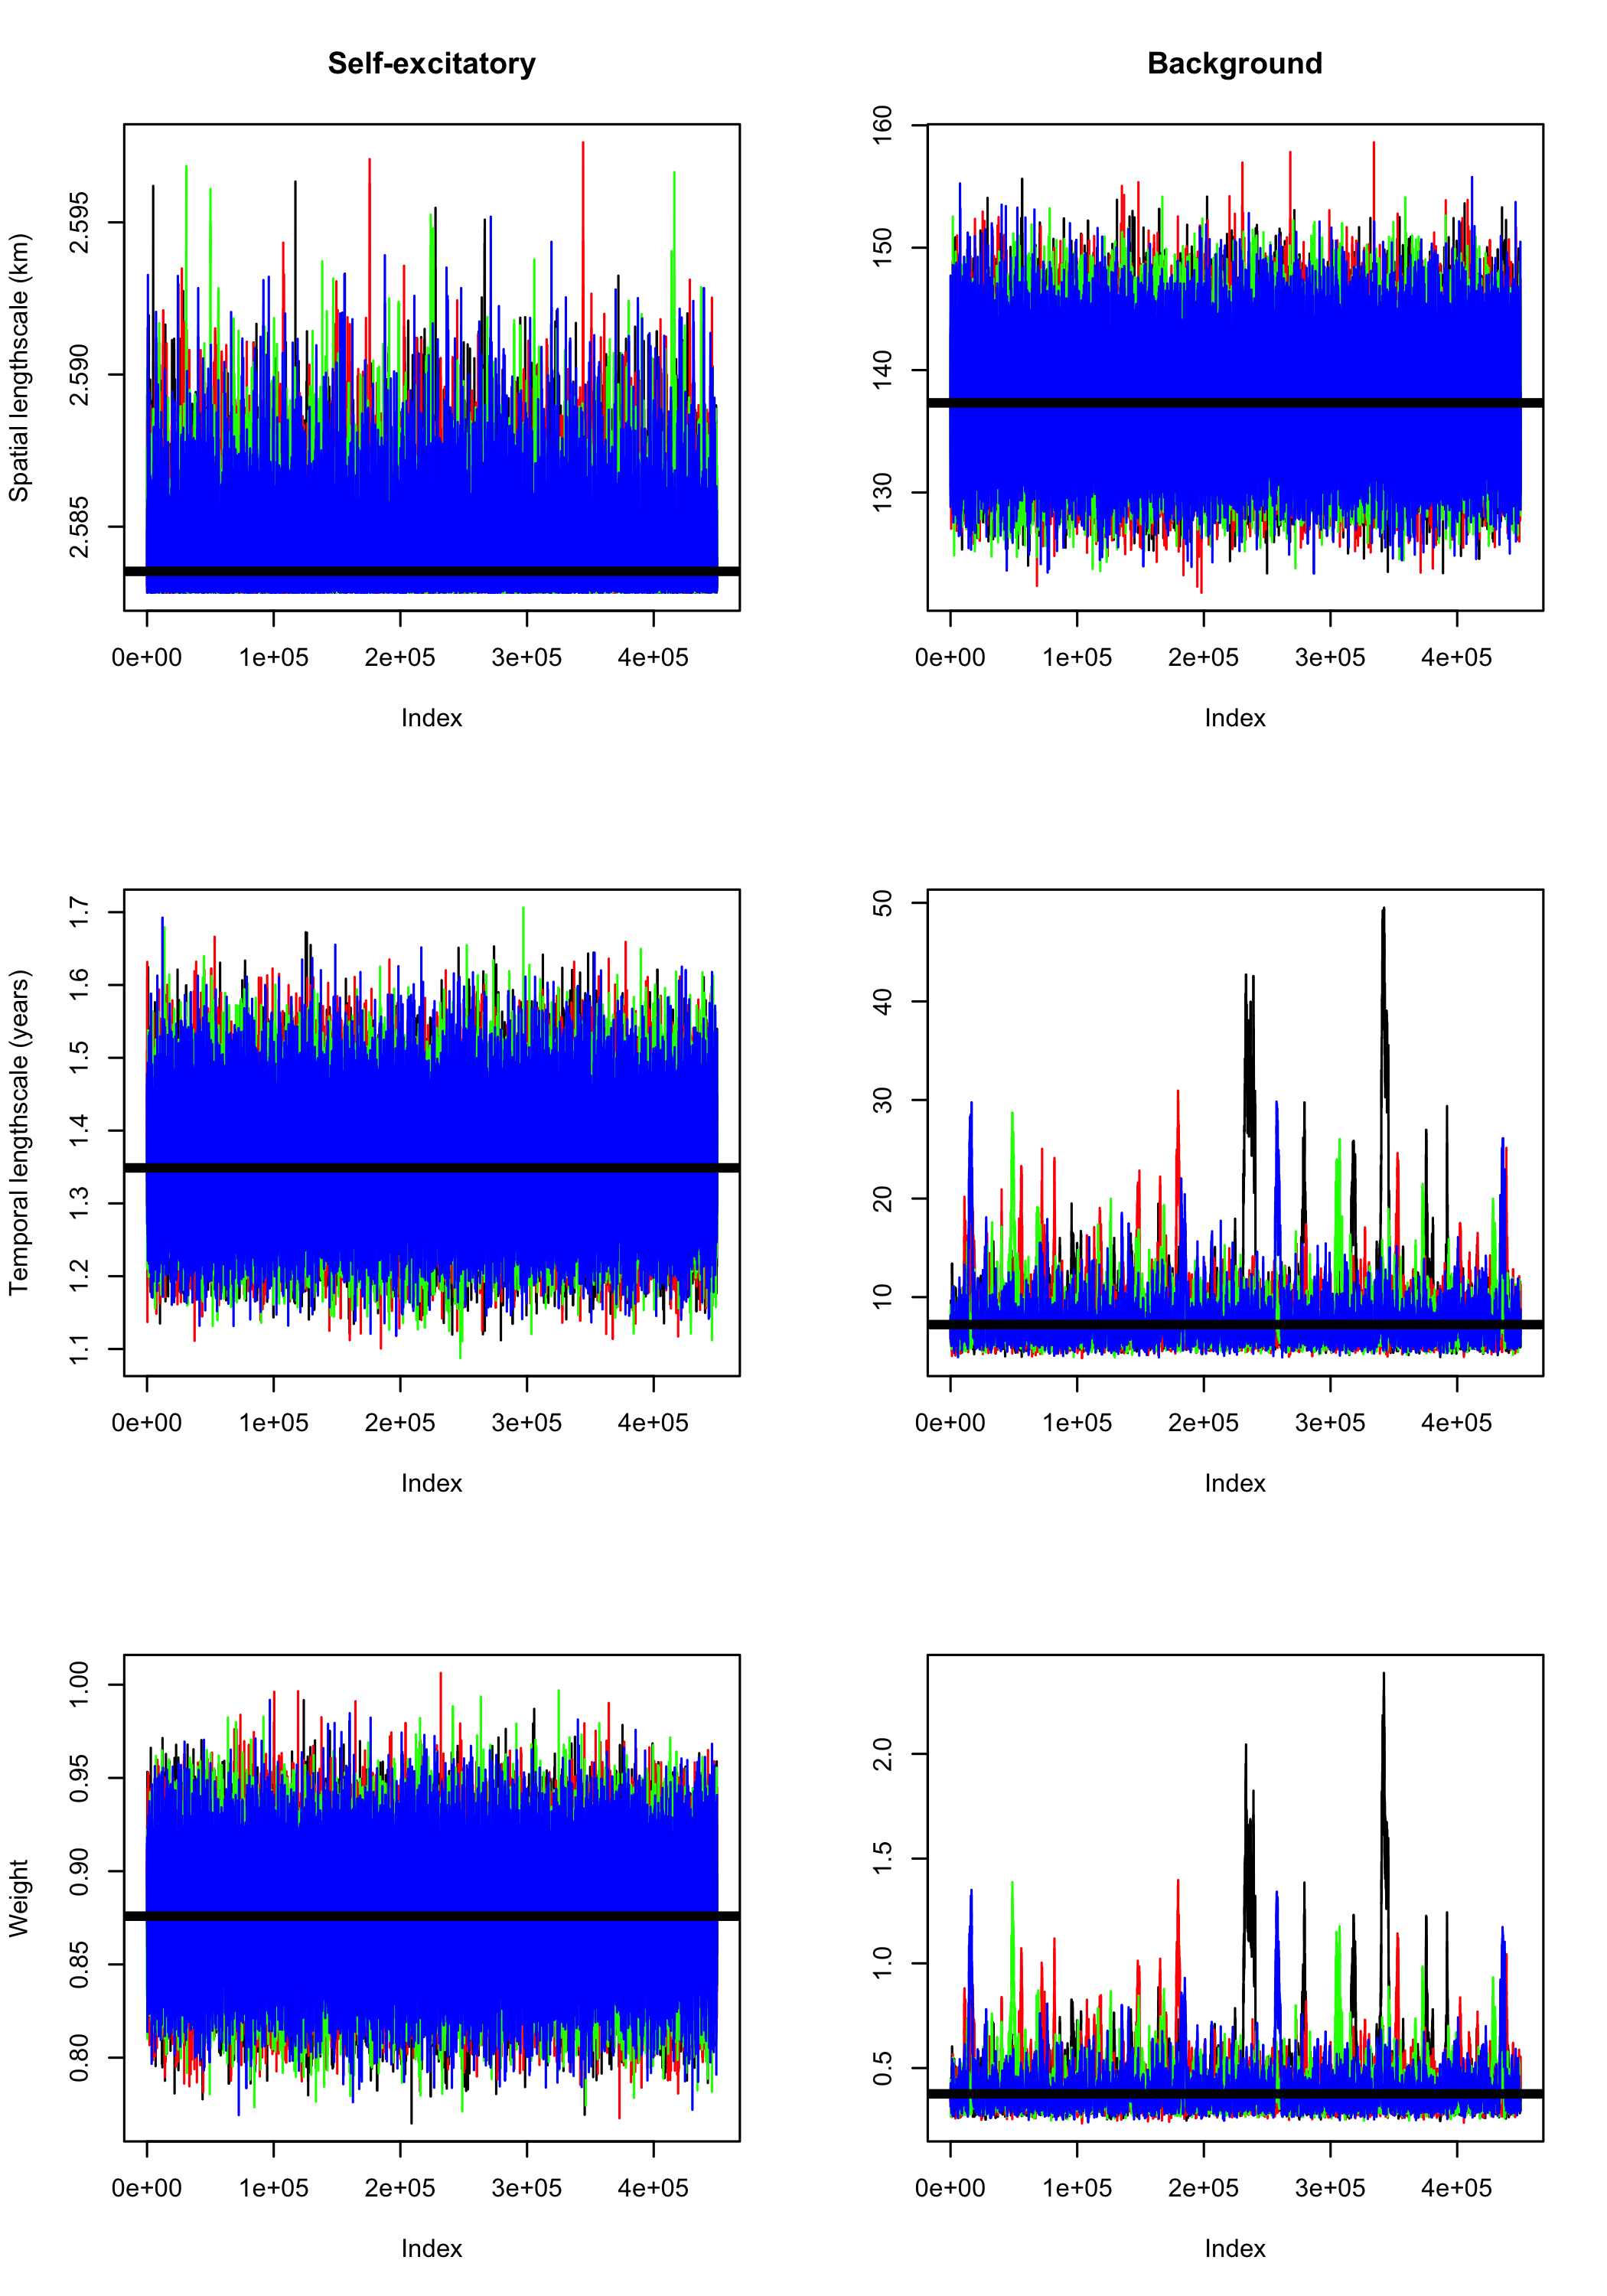 Self-excitatory
Background
Spatial lengthscale (km)
2.585 2.590 2.595
0e+00 1e+05 2e+05 3e+05 4e+05
Index
130 140 150 160
0e+00 1e+05 2e+05 3e+05 4e+05
Index
Temporal lengthscale (years)
1.1 1.2 1.3 1.4 1.5 1.6 1.7
0e+00 1e+05 2e+05 3e+05 4e+05
Index
10 20 30 40 50
0e+00 1e+05 2e+05 3e+05 4e+05
Index
Weight
0.80 0.85 0.90 0.95 1.00
0e+00 1e+05 2e+05 3e+05 4e+05
Index
0.5 1.0 1.5 2.0
0e+00 1e+05 2e+05 3e+05 4e+05
Index